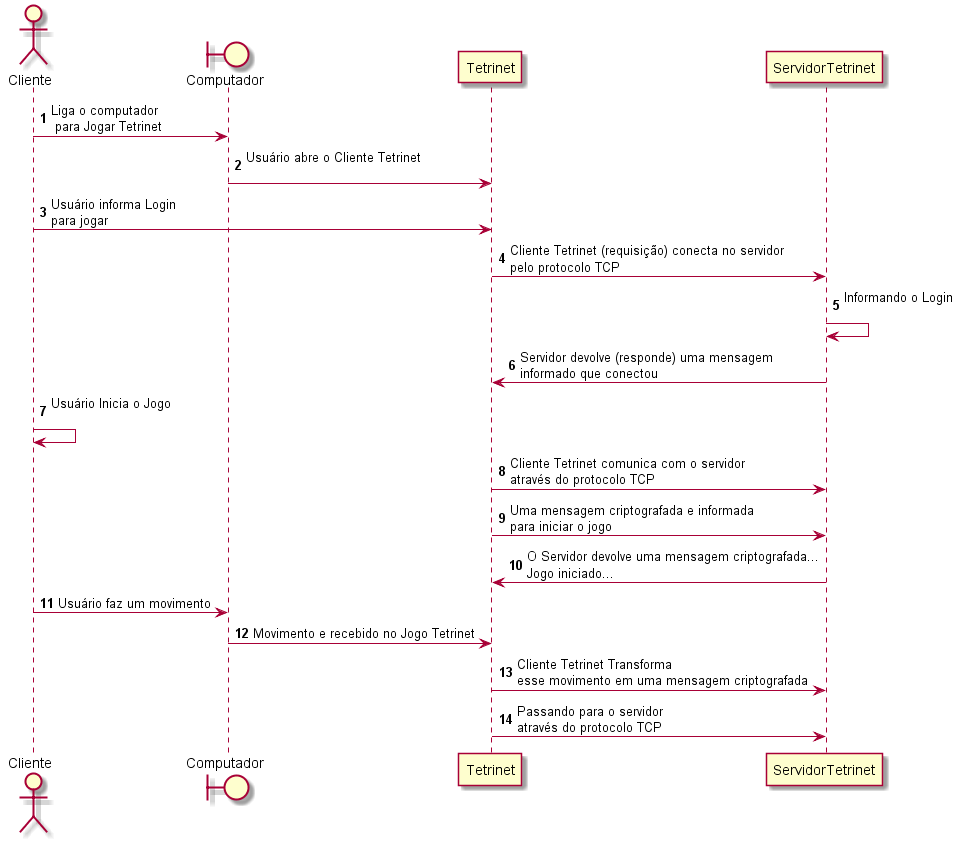 Cliente
Computador
Tetrinet
ServidorTetrinet
1 Liga o computador
para Jogar Tetrinet
2 Usuário abre o Cliente Tetrinet
3 Usuário informa Login
para jogar
4 Cliente Tetrinet (requisição) conecta no servidor
pelo protocolo TCP
5 Informando o Login
6 Servidor devolve (responde) uma mensagem
informado que conectou
7 Usuário Inicia o Jogo
8 Cliente Tetrinet comunica com o servidor
através do protocolo TCP
9 Uma mensagem criptografada e informada
para iniciar o jogo
10 O Servidor devolve uma mensagem criptografada...
Jogo iniciado...
11 Usuário faz um movimento
12 Movimento e recebido no Jogo Tetrinet
13 Cliente Tetrinet Transforma
esse movimento em uma mensagem criptografada
14 Passando para o servidor
através do protocolo TCP
Cliente
Computador
Tetrinet
ServidorTetrinet